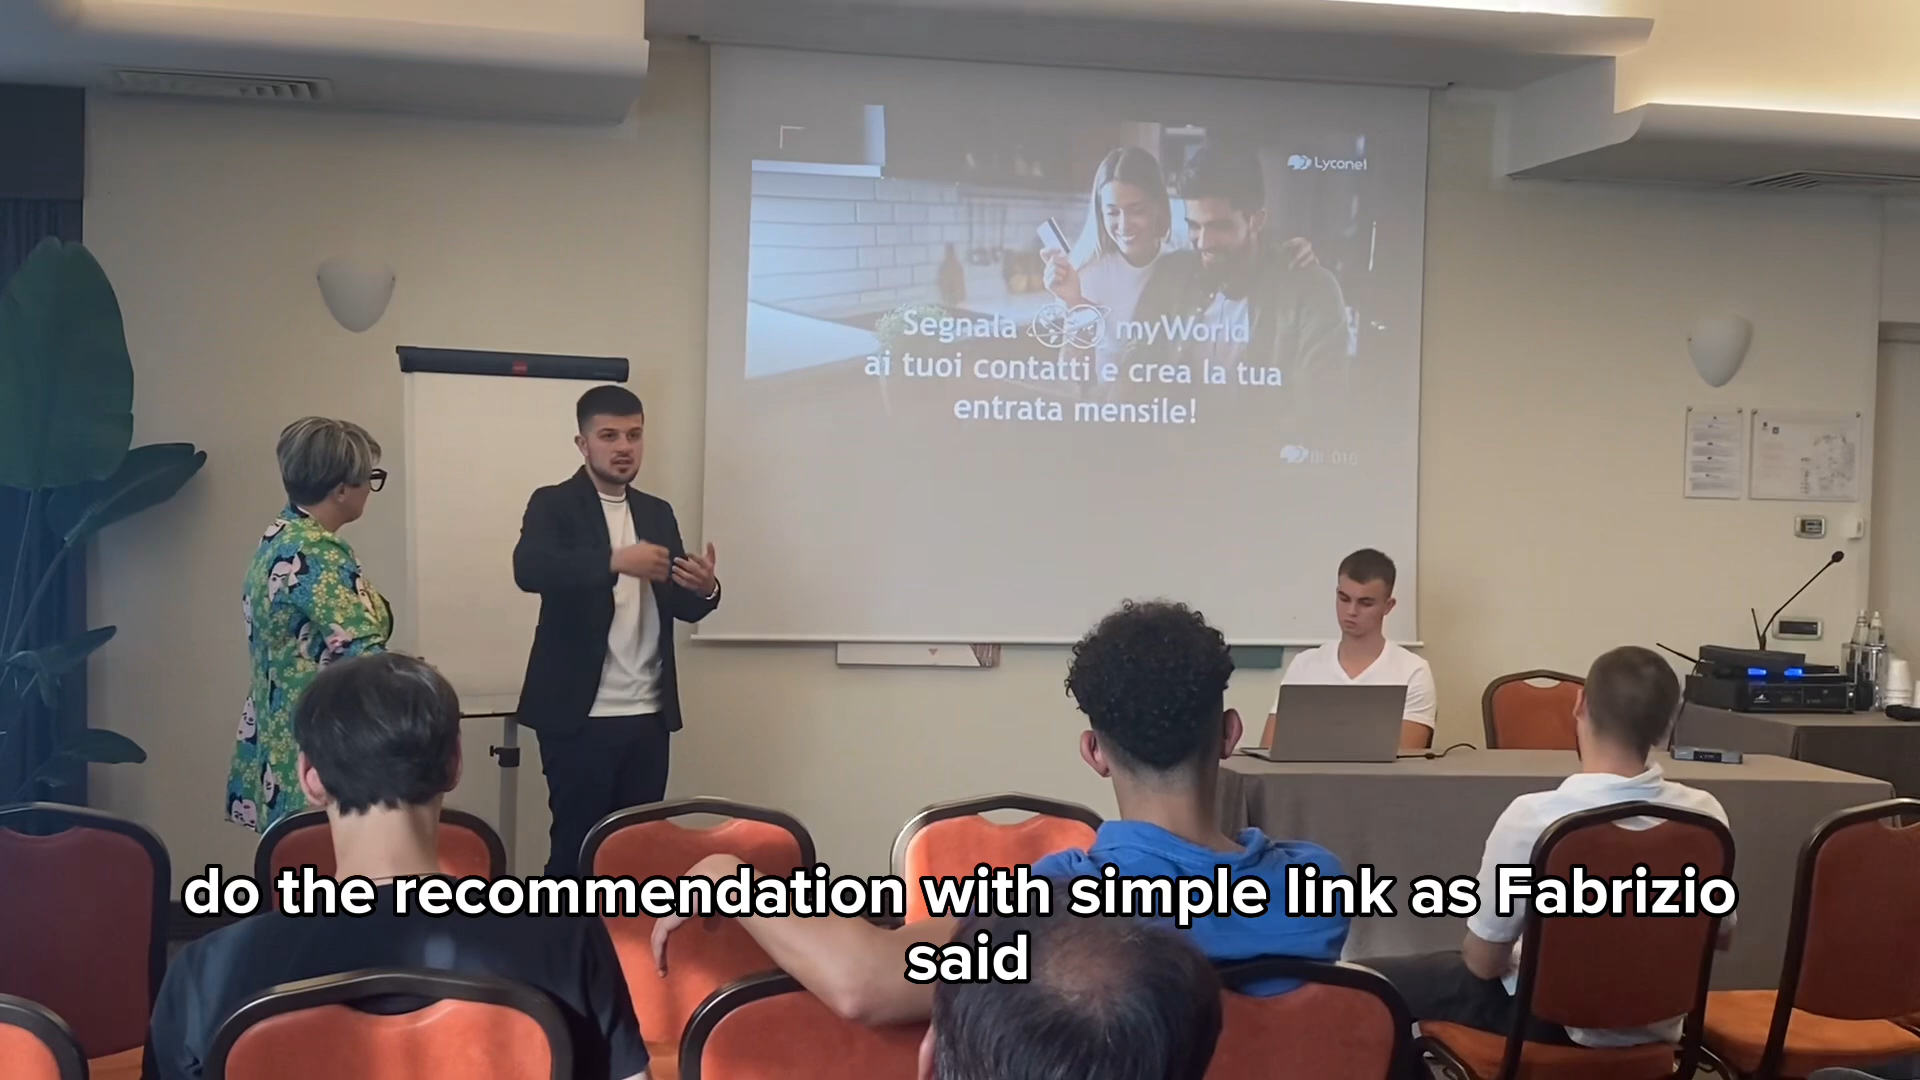 Lyconet
Segnala myWorld
ai tuoi contatti e crea la tua
entrata mensile!
do the recommendation with simple link as Fabrizio
said